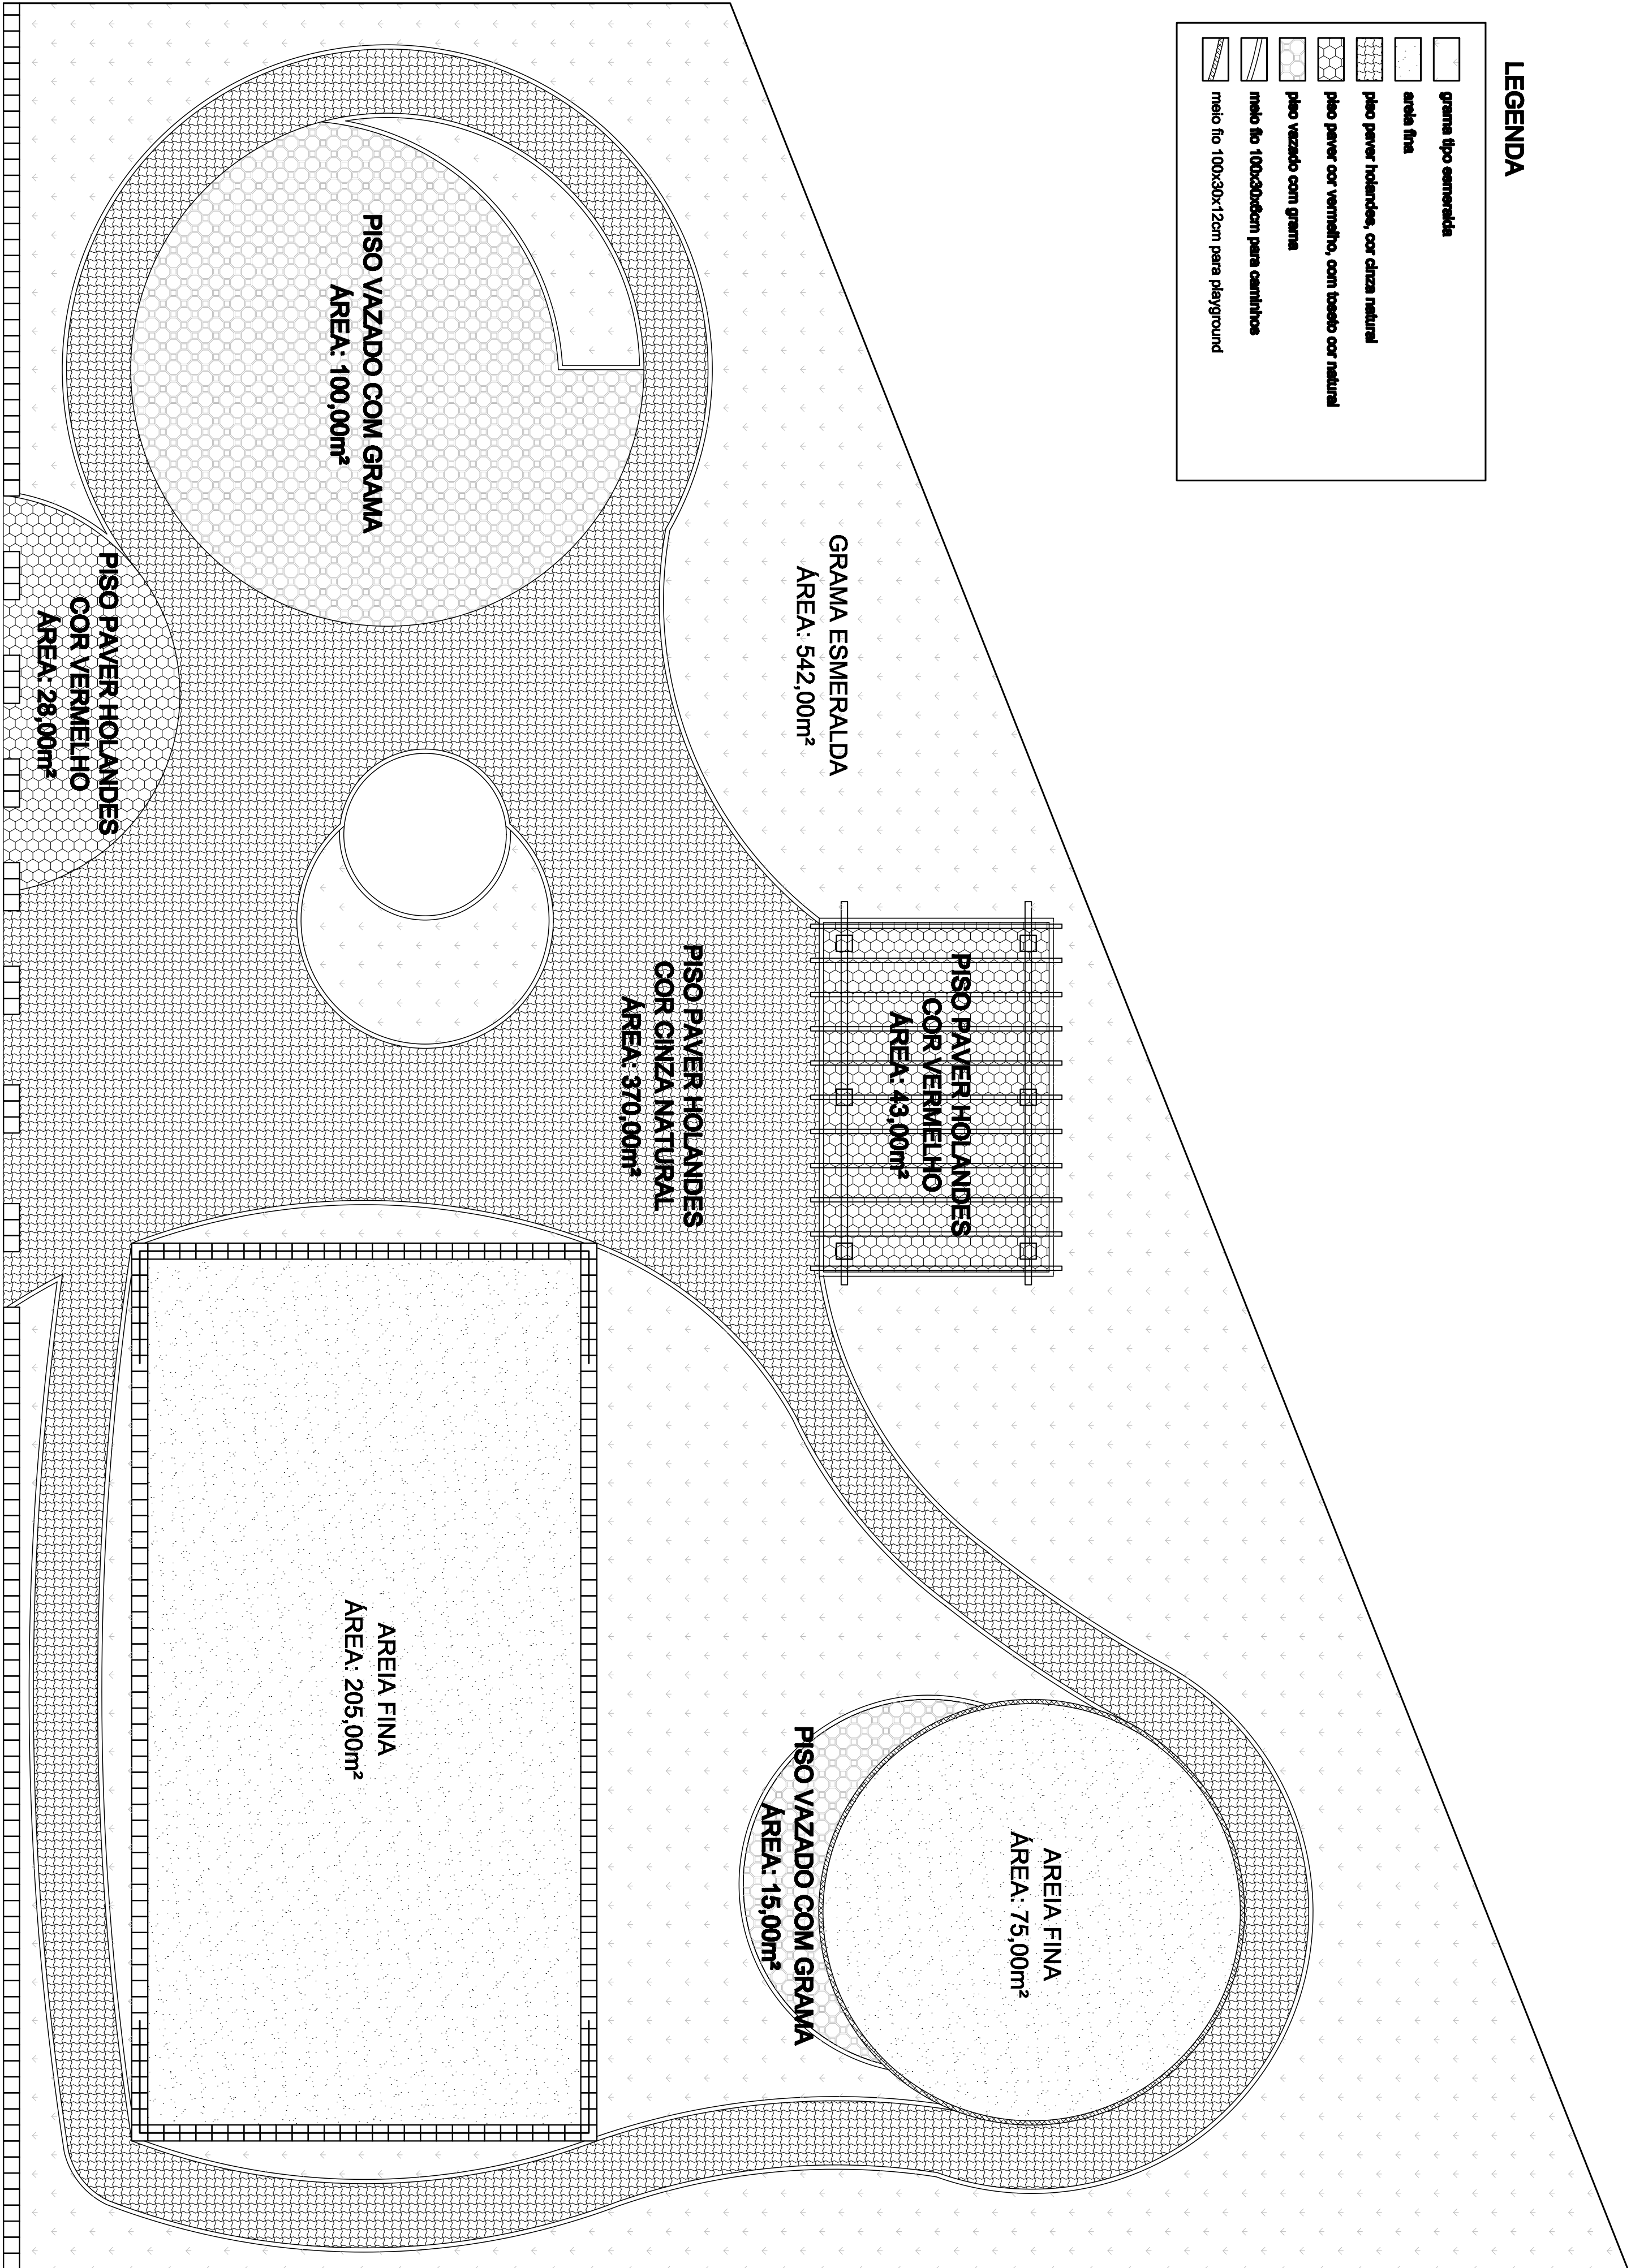 LEGENDA
grama tipo esmeralda
areia fina
piso paver holandes, cor cinza natural
piso paver cor vermelho, com toseto cor natural
piso vazado com grama
meio fio 100x30x8cm para caminhos
meio fio 100x30x12cm para playground
PISO VAZADO COM GRAMA
ÁREA: 100,00m²
GRAMA ESMERALDA
ÁREA: 542,00m²
PISO PAVER HOLANDES
COR VERMELHO
ÁREA: 28,00m²
PISO PAVER HOLANDES
COR VERMELHO
ÁREA: 43,00m²
PISO PAVER HOLANDES
COR CINZA NATURAL
ÁREA: 370,00m²
AREIA FINA
ÁREA: 205,00m²
AREIA FINA
ÁREA: 75,00m²
PISO VAZADO COM GRAMA
ÁREA: 15,00m²